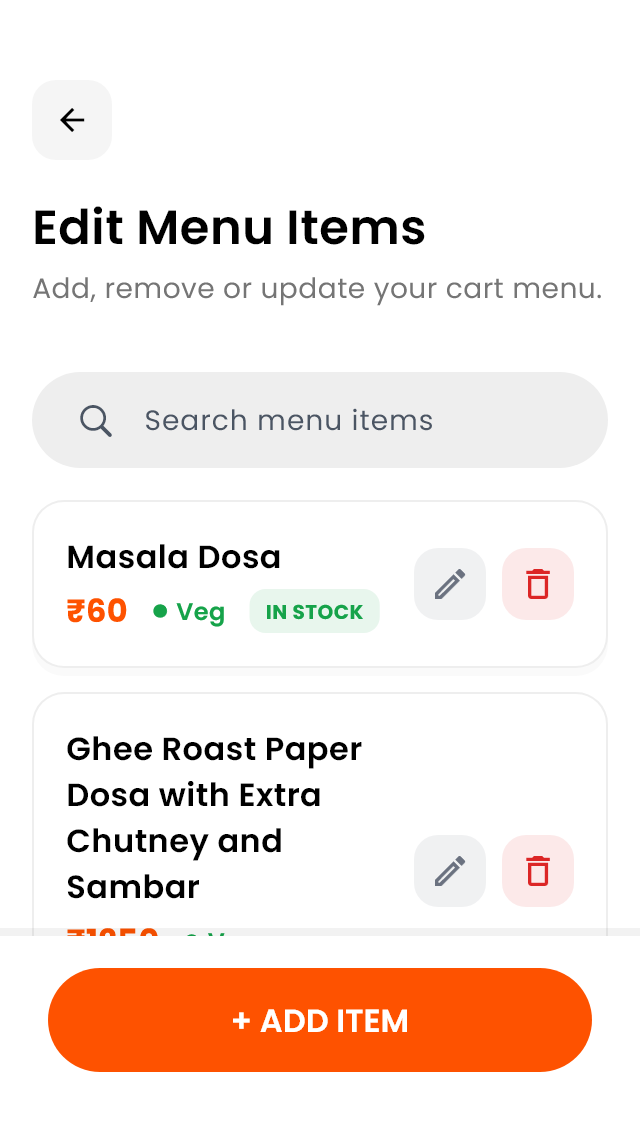 Edit Menu Items
Add, remove or update your cart menu.
Search menu items
Masala Dosa
₹60 Veg IN STOCK
Ghee Roast Paper
Dosa with Extra
Chutney and
Sambar
+ ADD ITEM